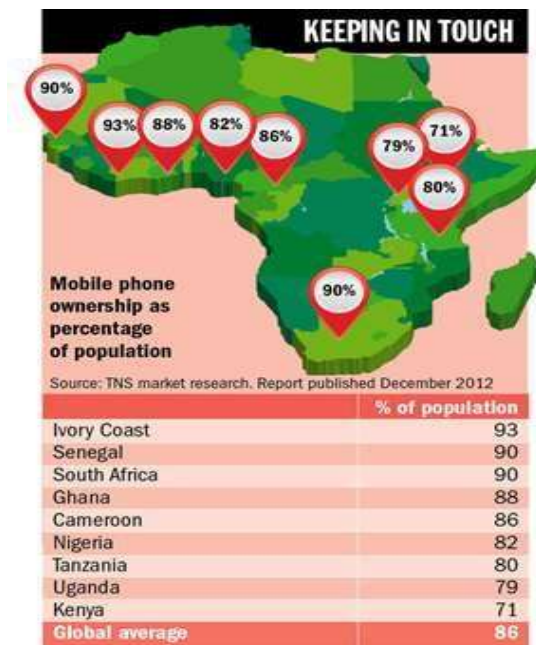 KEEPING IN TOUCH
90%
93%
88%
82%
86%
79%
71%
80%
90%
Mobile phone
ownership as
percentage
of population
Source: TNS market research. Report published December 2012
% of population
Ivory Coast 93
Senegal 90
South Africa 90
Ghana 88
Cameroon 86
Nigeria 82
Tanzania 80
Uganda 79
Kenya 71
Global average 86